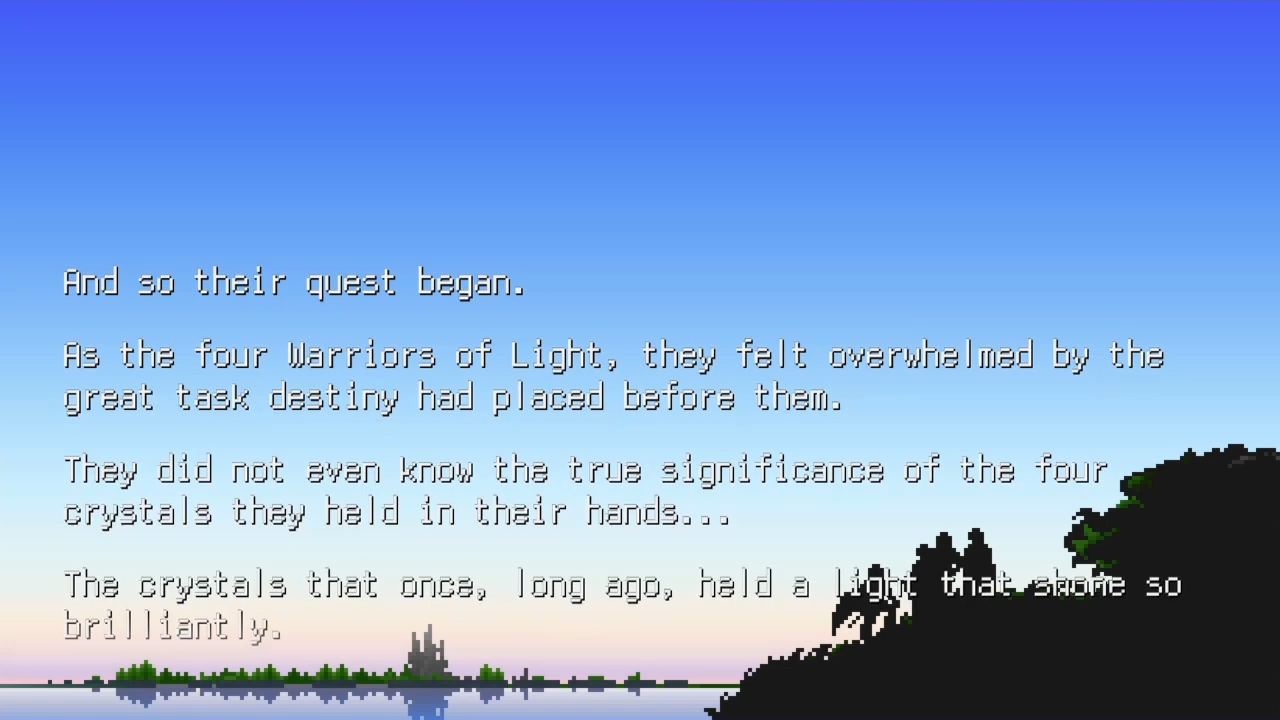 And so their quest began.
As the four Warriors of Light, they felt overwhelmed by the
great task destiny had placed before them.
They did not even know the true significance of the four
crystals they held in their hands...
The crystals that once, long ago, held a light that shone so
brilliantly.